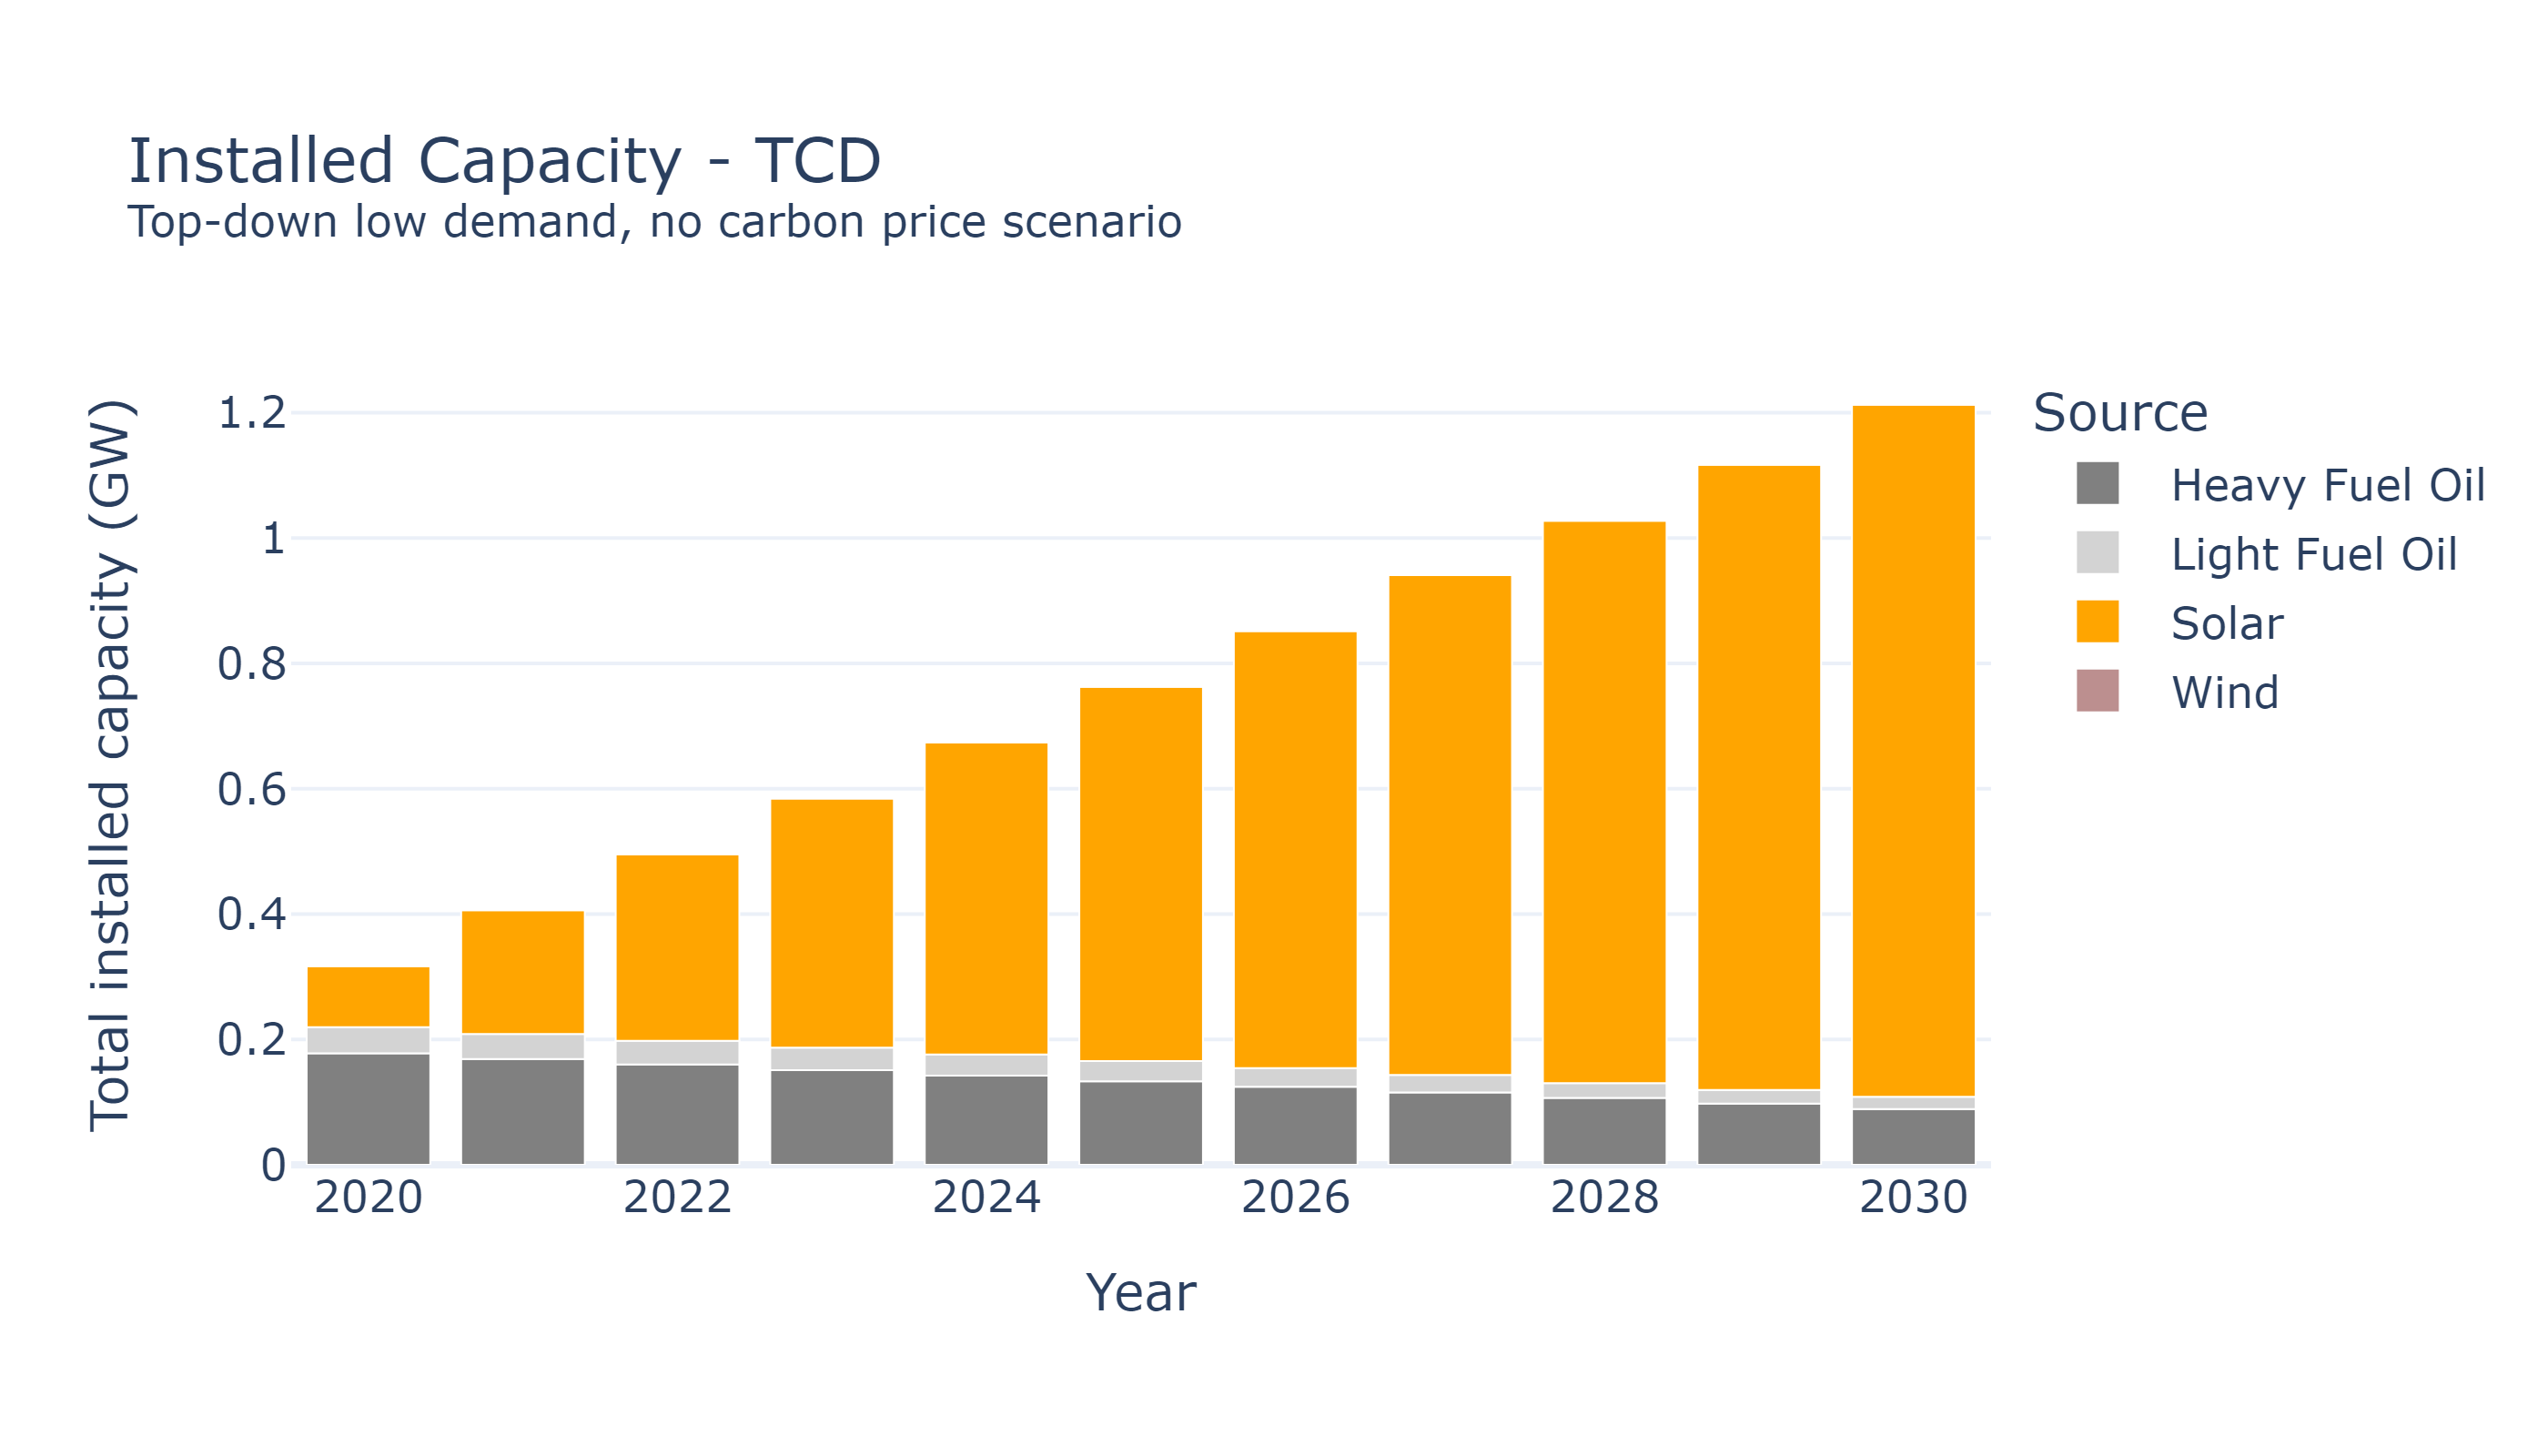 Installed Capacity - TCD
Top-down low demand, no carbon price scenario
Total installed capacity (GW)
1.2
1
0.8
0.6
0.4
0.2
0
2020
2022
2024
2026
2028
2030
Year
Source
Heavy Fuel Oil
Light Fuel Oil
Solar
Wind